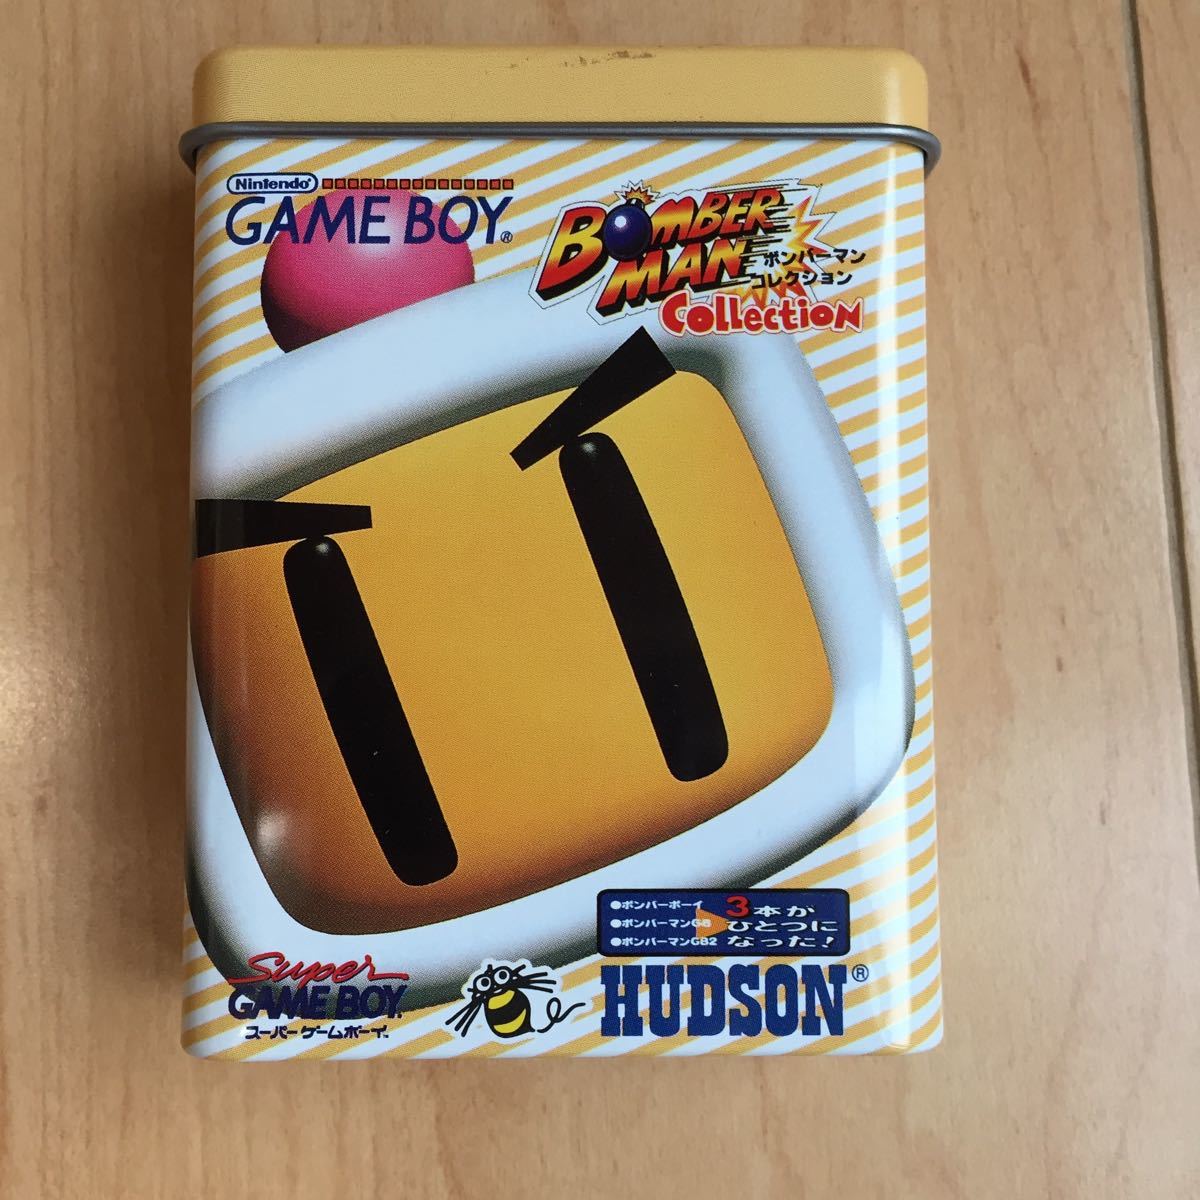 Nintendo
GAME BOY®
BOMBER
MAN
ボンバーマン
コレクション
Collection
●ボンバーボーイ
●ボンバーマンGB
●ボンバーマンGB2
3本が
ひとつに
なった!
Super
GAME BOY
スーパーゲームボーイ™
HUDSON®